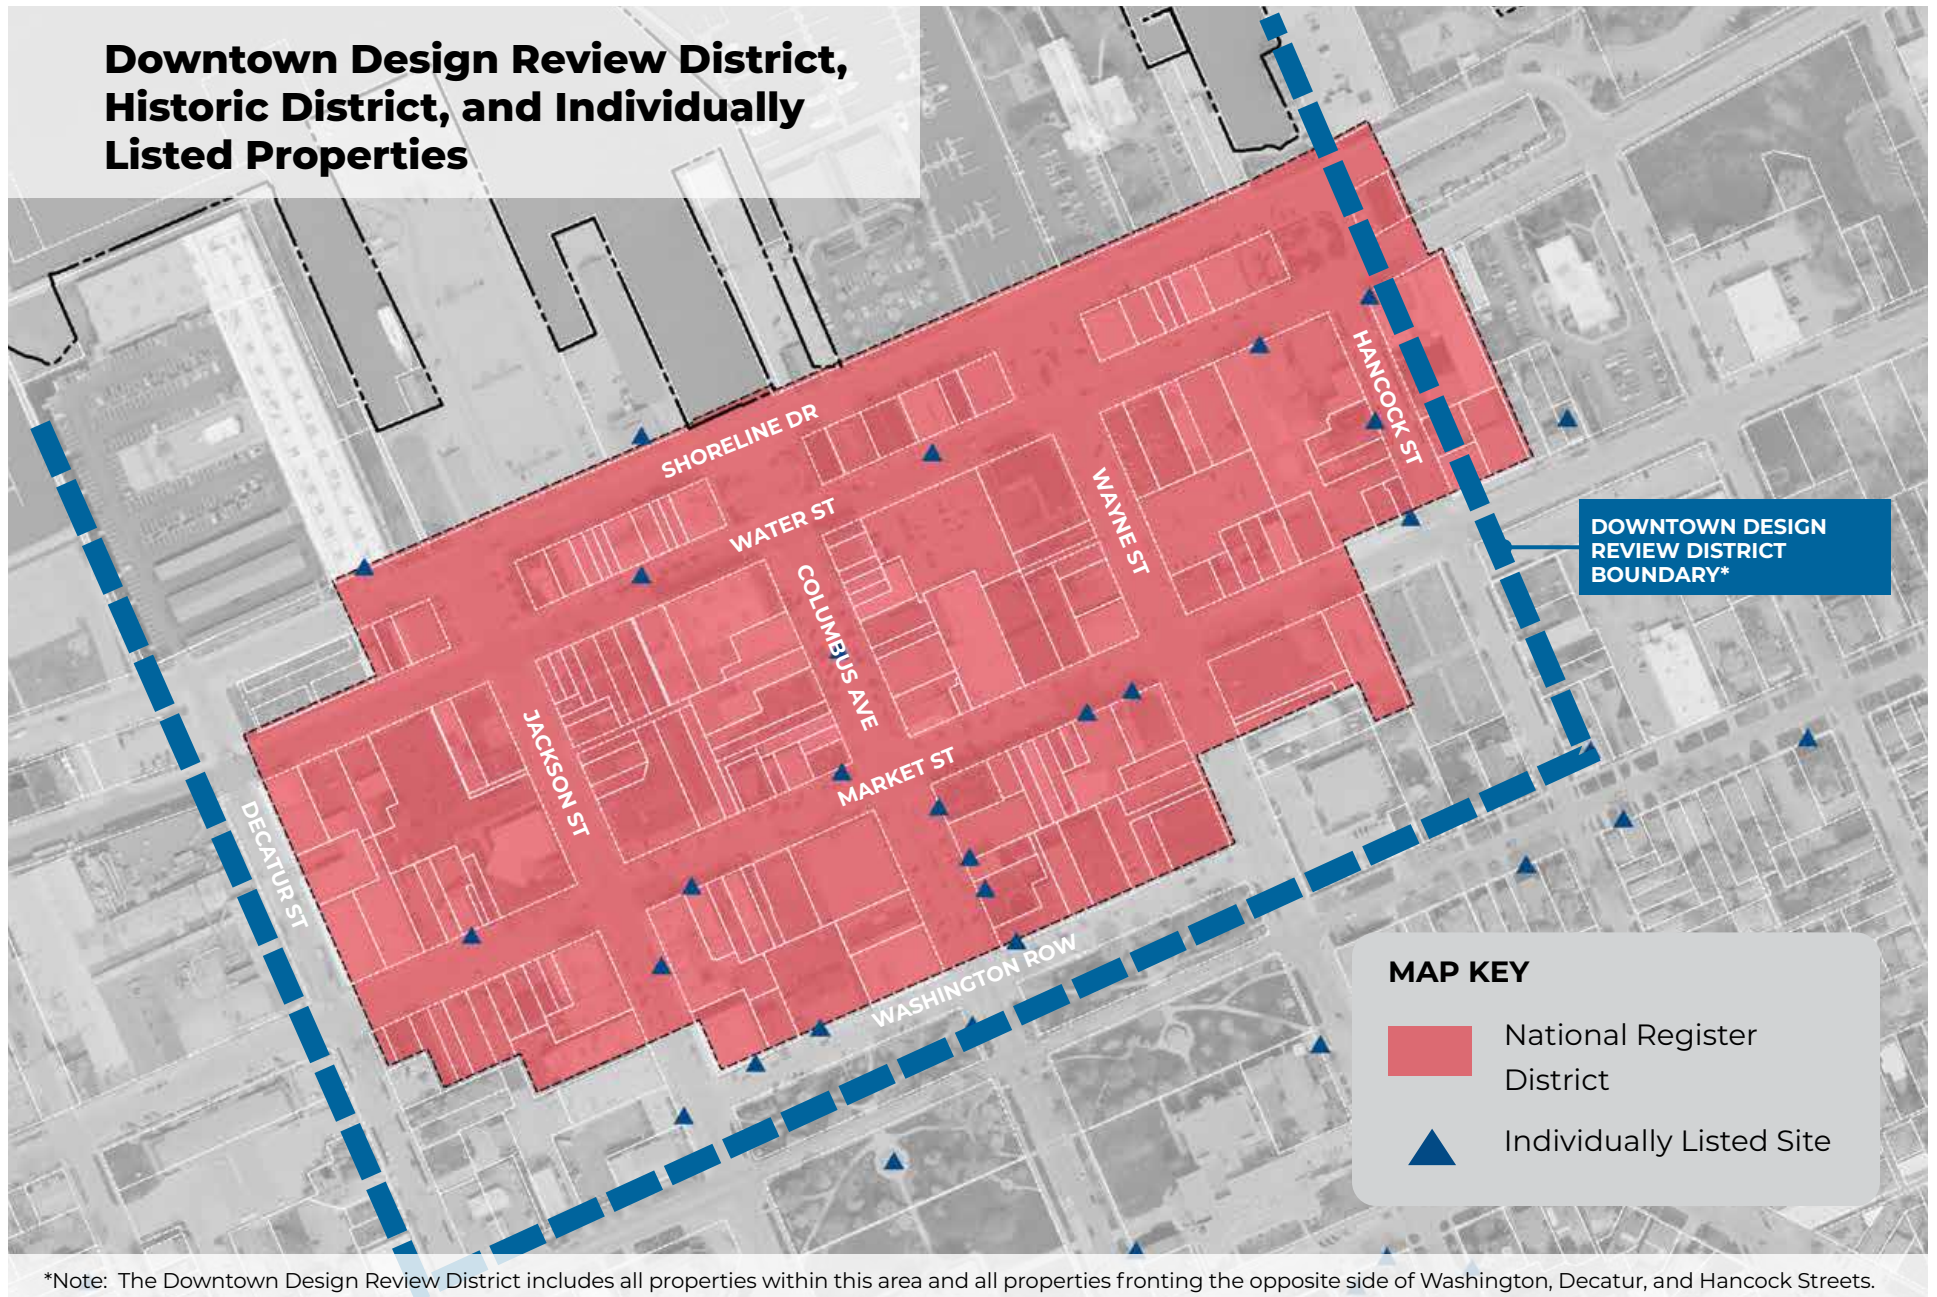 Downtown Design Review District,
Historic District, and Individually
Listed Properties
SHORELINE DR
WATER ST
HANCOCK ST
WAYNE ST
COLUMBUS AVE
JACKSON ST
MARKET ST
DECATUR ST
WASHINGTON ROW
DOWNTOWN DESIGN
REVIEW DISTRICT
BOUNDARY*
MAP KEY
National Register
District
Individually Listed Site
*Note: The Downtown Design Review District includes all properties within this area and all properties fronting the opposite side of Washington, Decatur, and Hancock Streets.